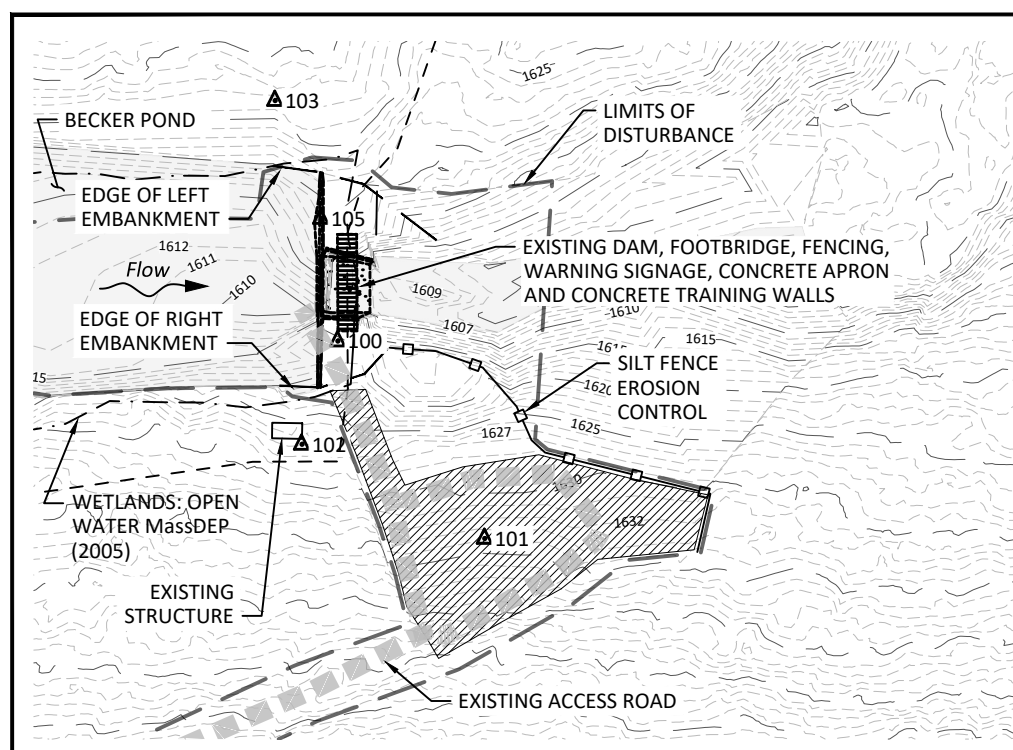 1625
103
BECKER POND
LIMITS OF
DISTURBANCE
EDGE OF LEFT
EMBANKMENT
105
1612
1611
Flow
1610
EXISTING DAM, FOOTBRIDGE, FENCING,
WARNING SIGNAGE, CONCRETE APRON
AND CONCRETE TRAINING WALLS
1609
1610
1607
1615
EDGE OF RIGHT
EMBANKMENT
100
SILT FENCE
EROSION
CONTROL
1627
1625
102
WETLANDS: OPEN
WATER MassDEP
(2005)
1632
101
EXISTING
STRUCTURE
EXISTING ACCESS ROAD